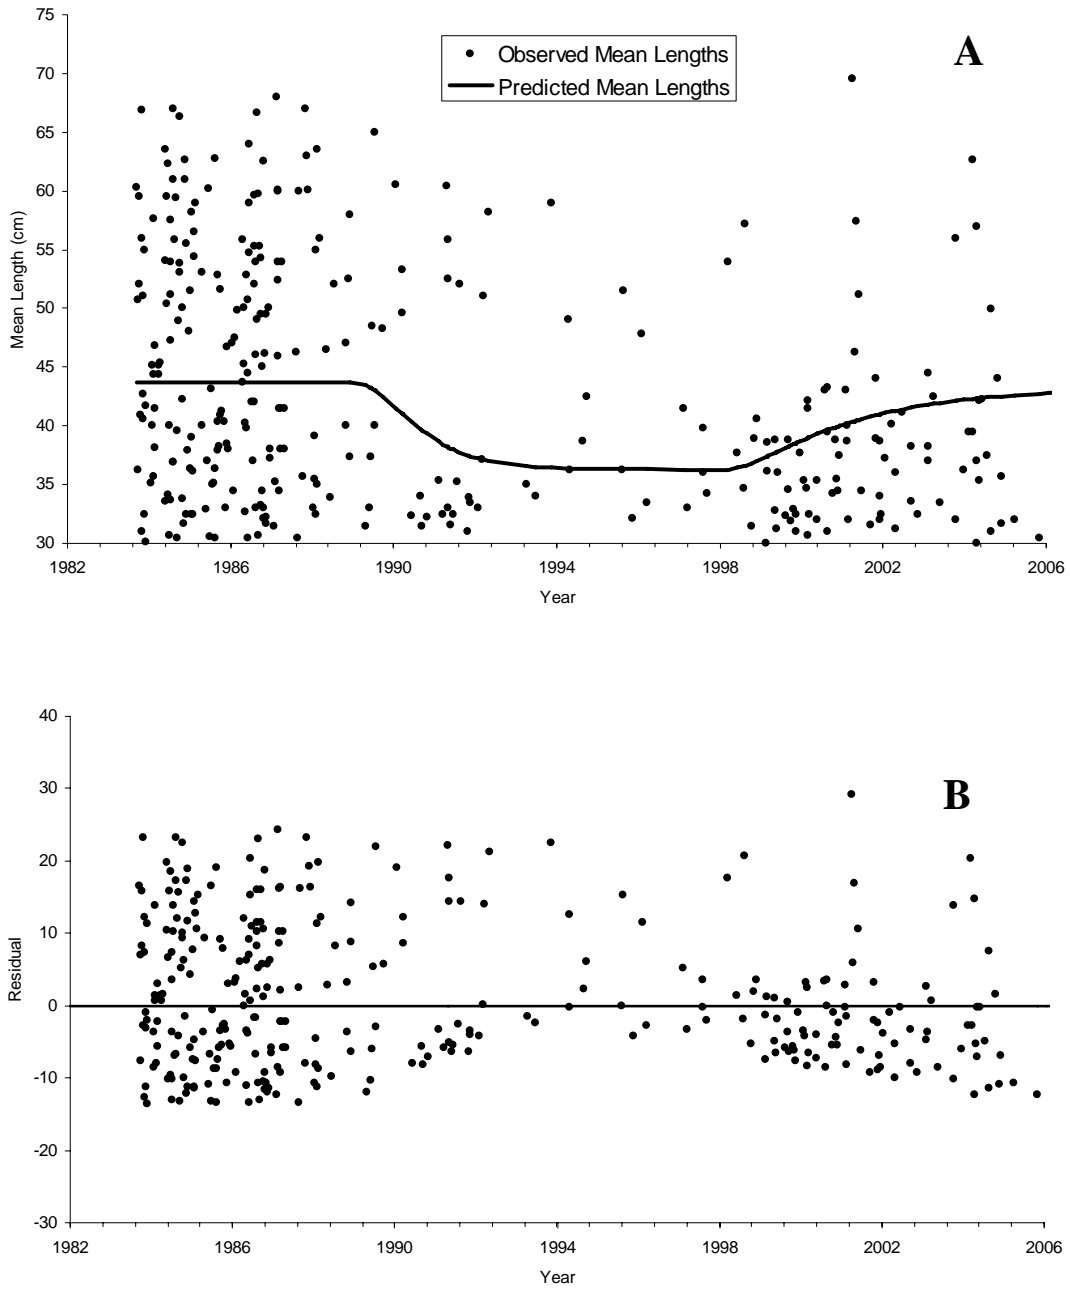 75
70
65
60
55
50
45
40
35
30
Mean Length (cm)
Observed Mean Lengths
Predicted Mean Lengths
A
1982 1986 1990 1994 1998 2002 2006
Year
40
30
20
10
0
-10
-20
-30
Residual
B
1982 1986 1990 1994 1998 2002 2006
Year